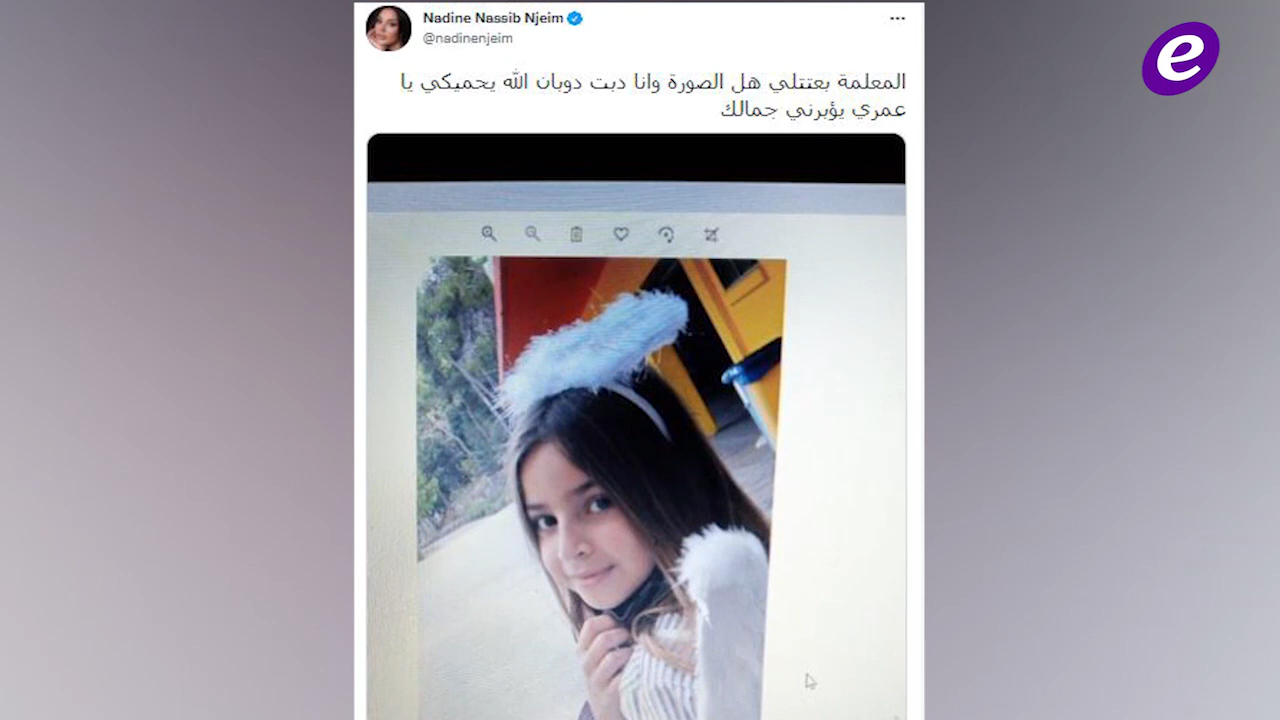 Nadine Nassib Njeim
@nadinenjeim
المعلمة بعتتلي هل الصورة وانا دبت دوبان الله يحميكي يا
عمري يؤبرني جمالك
e